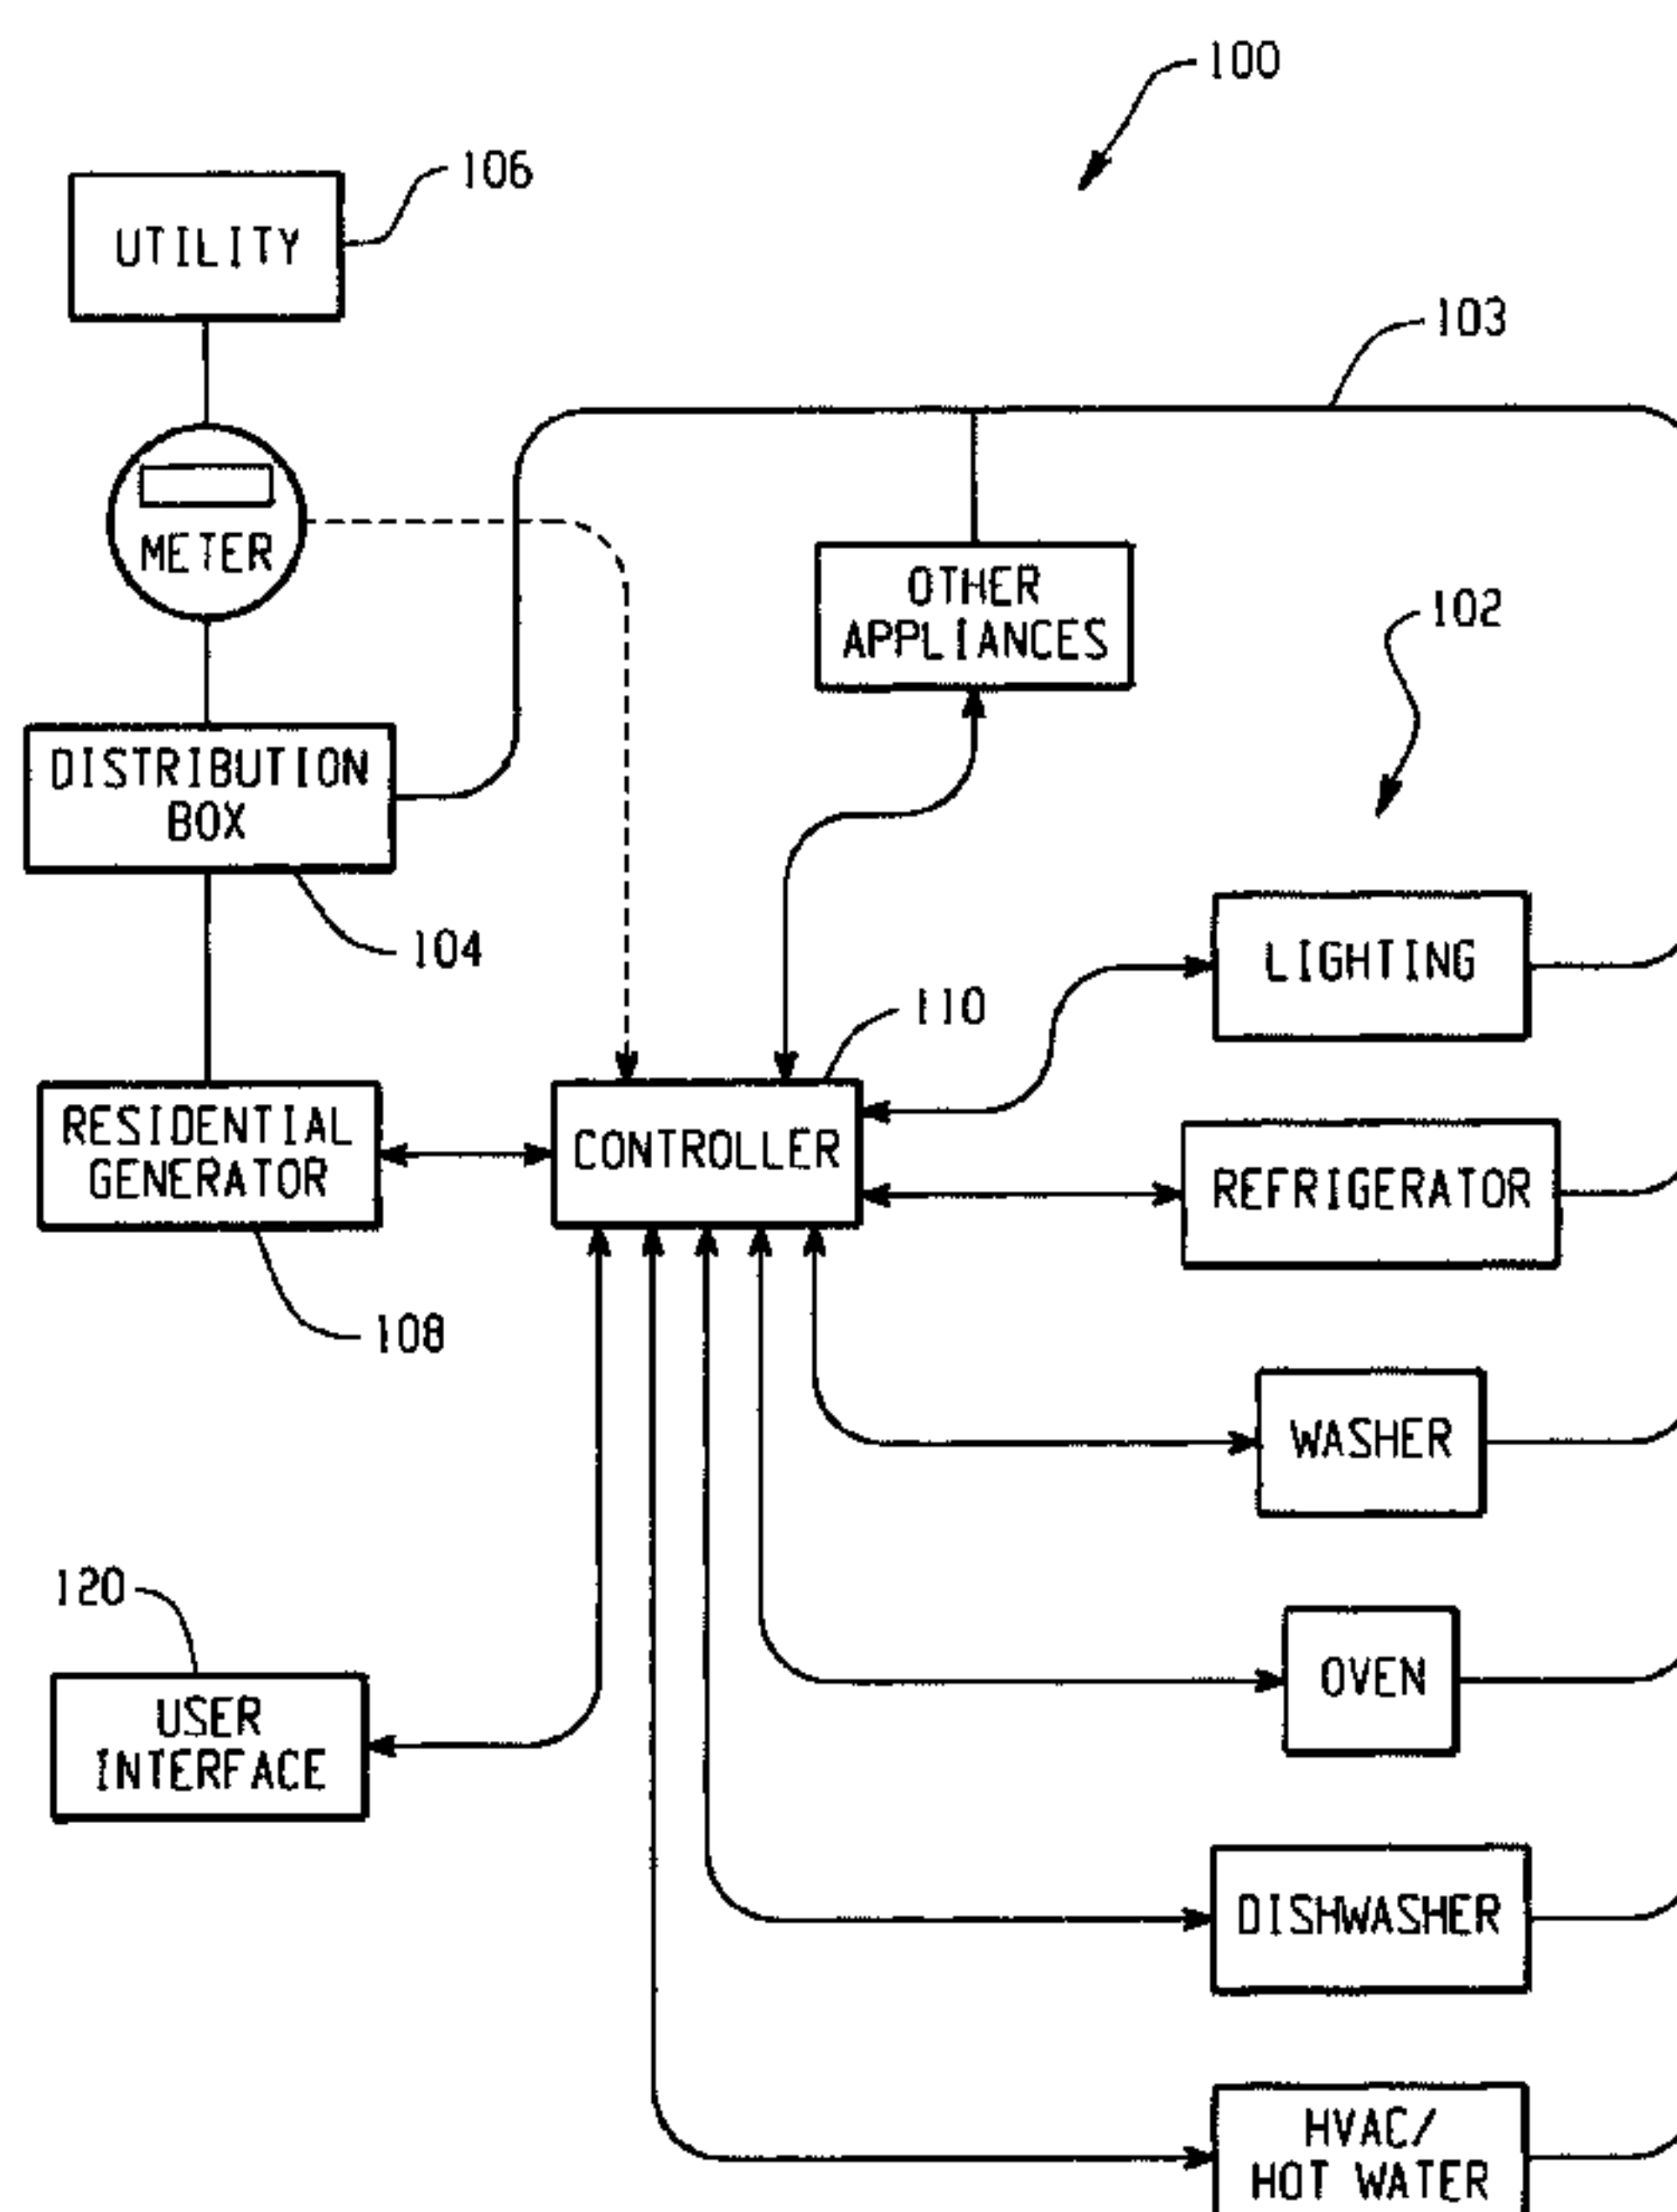 100
106
UTILITY
103
METER
OTHER
APPLIANCES
102
DISTRIBUTION
BOX
104
LIGHTING
110
RESIDENTIAL
GENERATOR
CONTROLLER
REFRIGERATOR
108
WASHER
120
USER
INTERFACE
OVEN
DISHWASHER
HVAC/
HOT WATER